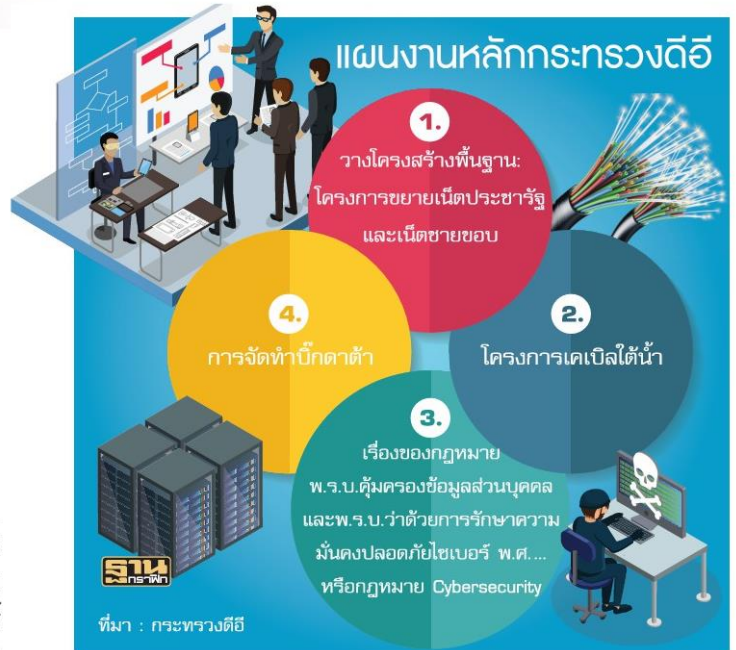 แผนงานหลักกระทรวงดีอี
1.
วางโครงสร้างพื้นฐาน:
โครงการขยายเน็ตประชารัฐ
และเน็ตชายขอบ
2.
โครงการเคเบิลใต้น้ำ
3.
เรื่องของกฎหมาย
พ.ร.บ.คุ้มครองข้อมูลส่วนบุคคล
และพ.ร.บ.ว่าด้วยการรักษาความ
มั่นคงปลอดภัยไซเบอร์ พ.ศ....
หรือกฎหมาย Cybersecurity
4.
การจัดทำบิ๊กดาต้า
ฐาน
กราฟิก
ที่มา : กระทรวงดีอี